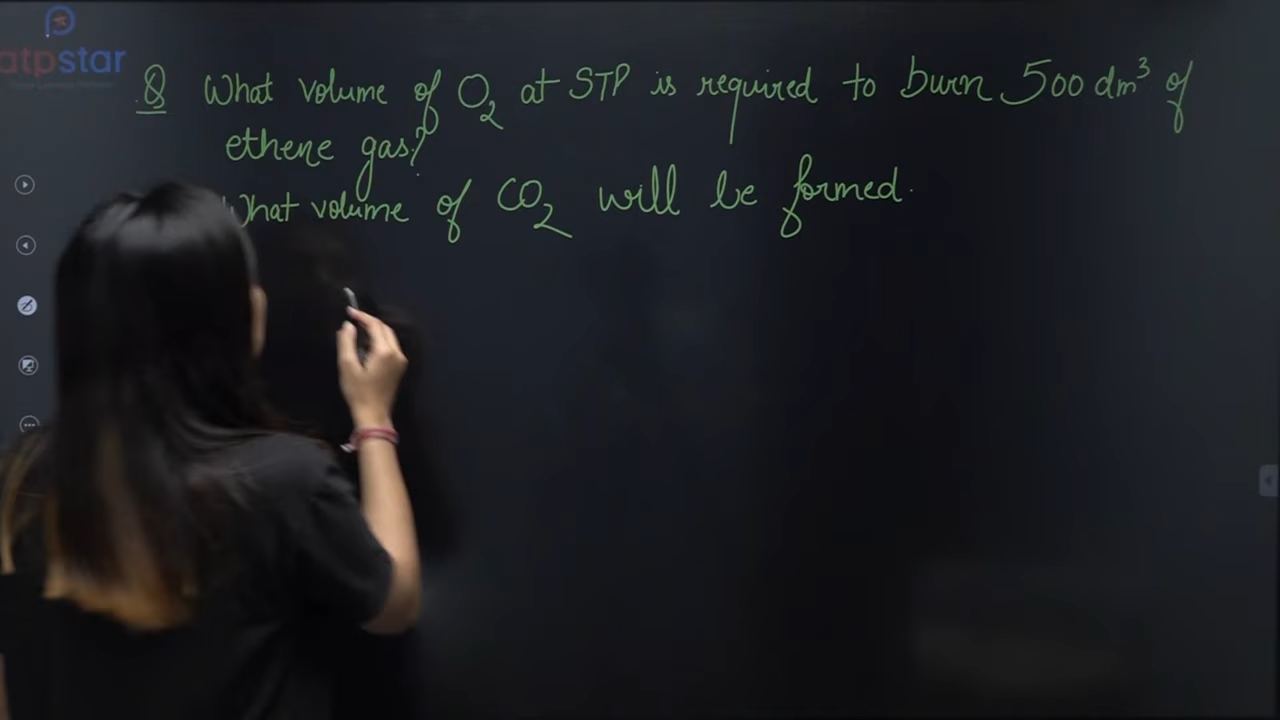 atpstar
Q What volume of O2 at STP is required to burn 500 dm³ of
ethene gas?
What volume of CO2 will be formed.